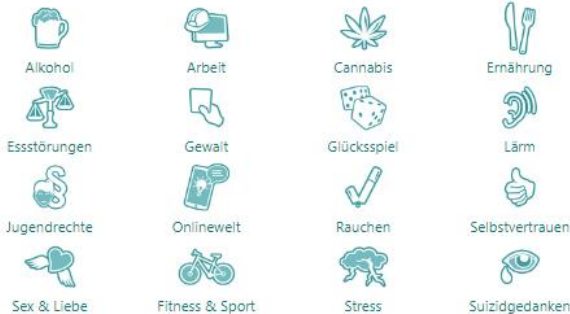 Alkohol
Arbeit
Cannabis
Ernährung
Essstörungen
Gewalt
Glücksspiel
Lärm
Jugendrechte
Onlinewelt
Rauchen
Selbstvertrauen
Sex & Liebe
Fitness & Sport
Stress
Suizidgedanken